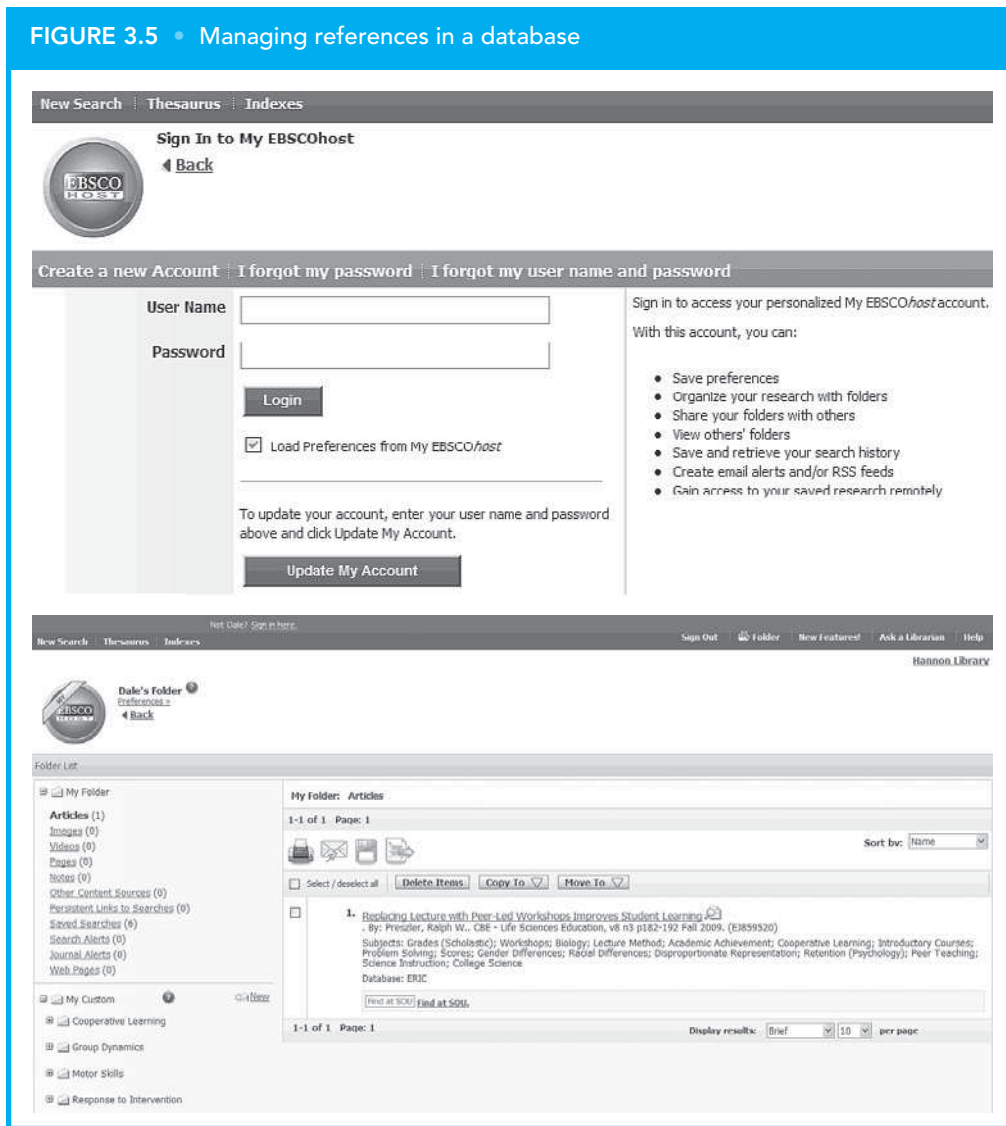 FIGURE 3.5 • Managing references in a database
New Search Thesaurus Indexes
EBSCO
HOST
Sign In to My EBSCOhost
Back
Create a new Account I forgot my password I forgot my user name and password
User Name
Password
Login
Load Preferences from My EBSCOhost
To update your account, enter your user name and password
above and click Update My Account.
Update My Account
Sign in to access your personalized My EBSCOhost account.
With this account, you can:
• Save preferences
• Organize your research with folders
• Share your folders with others
• View others' folders
• Save and retrieve your search history
• Create email alerts and/or RSS feeds
• Gain access to your saved research remotely
Not Dale? Sign in here.
New Search Thesaurus Indexes
Sign Out Folder New Features! Ask a Librarian Help
Hannon Library
MY
EBSCO
HOST
Dale's Folder
Preferences »
Back
Folder List
My Folder
Articles (1)
Images (0)
Videos (0)
Pages (0)
Notes (0)
Other Content Sources (0)
Persistent Links to Searches (0)
Saved Searches (6)
Search Alerts (0)
Journal Alerts (0)
Web Pages (0)
My Custom New
Cooperative Learning
Group Dynamics
Motor Skills
Response to Intervention
My Folder: Articles
1-1 of 1 Page: 1
Sort by: Name
Select / deselect all Delete Items Copy To Move To
1. Replacing Lecture with Peer-Led Workshops Improves Student Learning
. By: Preszler, Ralph W.. CBE - Life Sciences Education, v8 n3 p182-192 Fall 2009. (EJ859520)
Subjects: Grades (Scholastic); Workshops; Biology; Lecture Method; Academic Achievement; Cooperative Learning; Introductory Courses;
Problem Solving; Scores; Gender Differences; Racial Differences; Disproportionate Representation; Retention (Psychology); Peer Teaching;
Science Instruction; College Science
Database: ERIC
Find at SOU Find at SOU.
1-1 of 1 Page: 1
Display results: Brief 10 per page